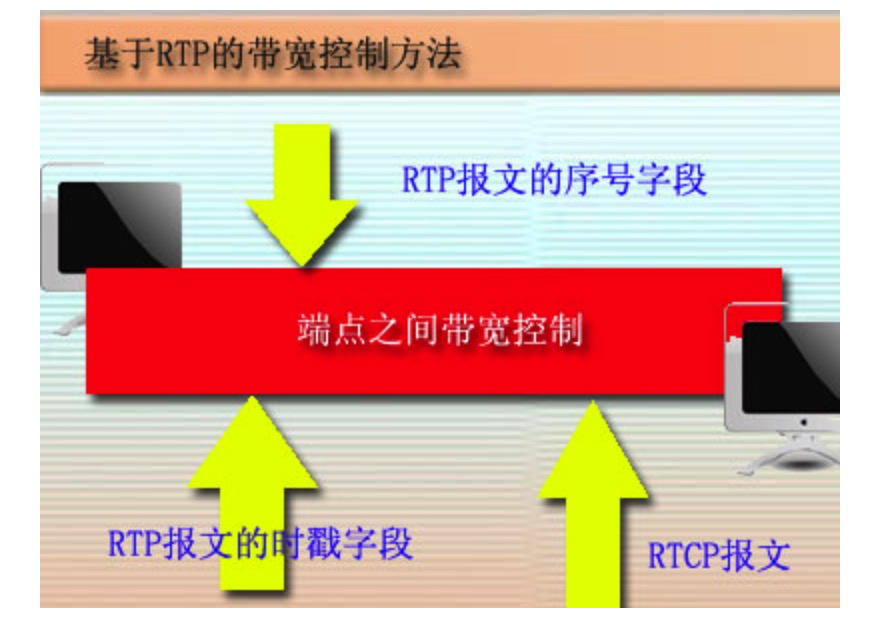 基于RTP的带宽控制方法
RTP报文的序号字段
端点之间带宽控制
RTP报文的时戳字段
RTCP报文